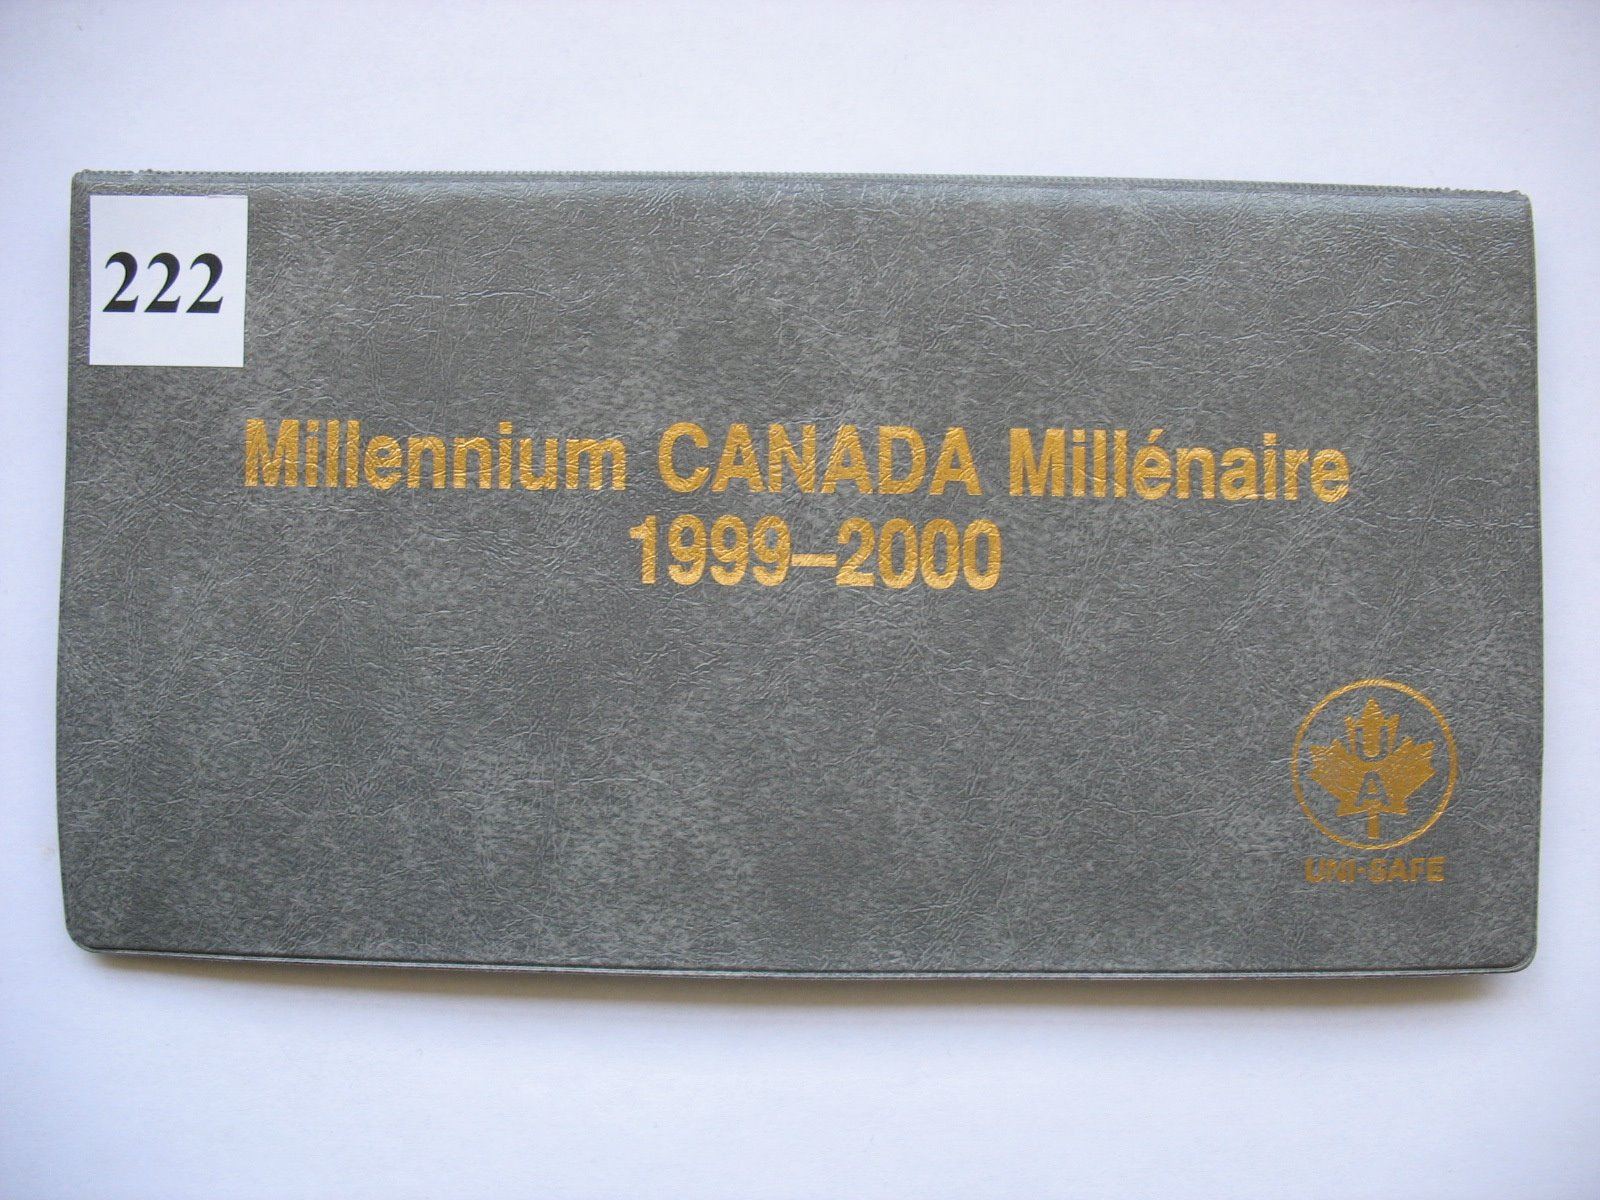 222
Millennium CANADA Millénaire
1999–2000
U
A
I
UNI-SAFE